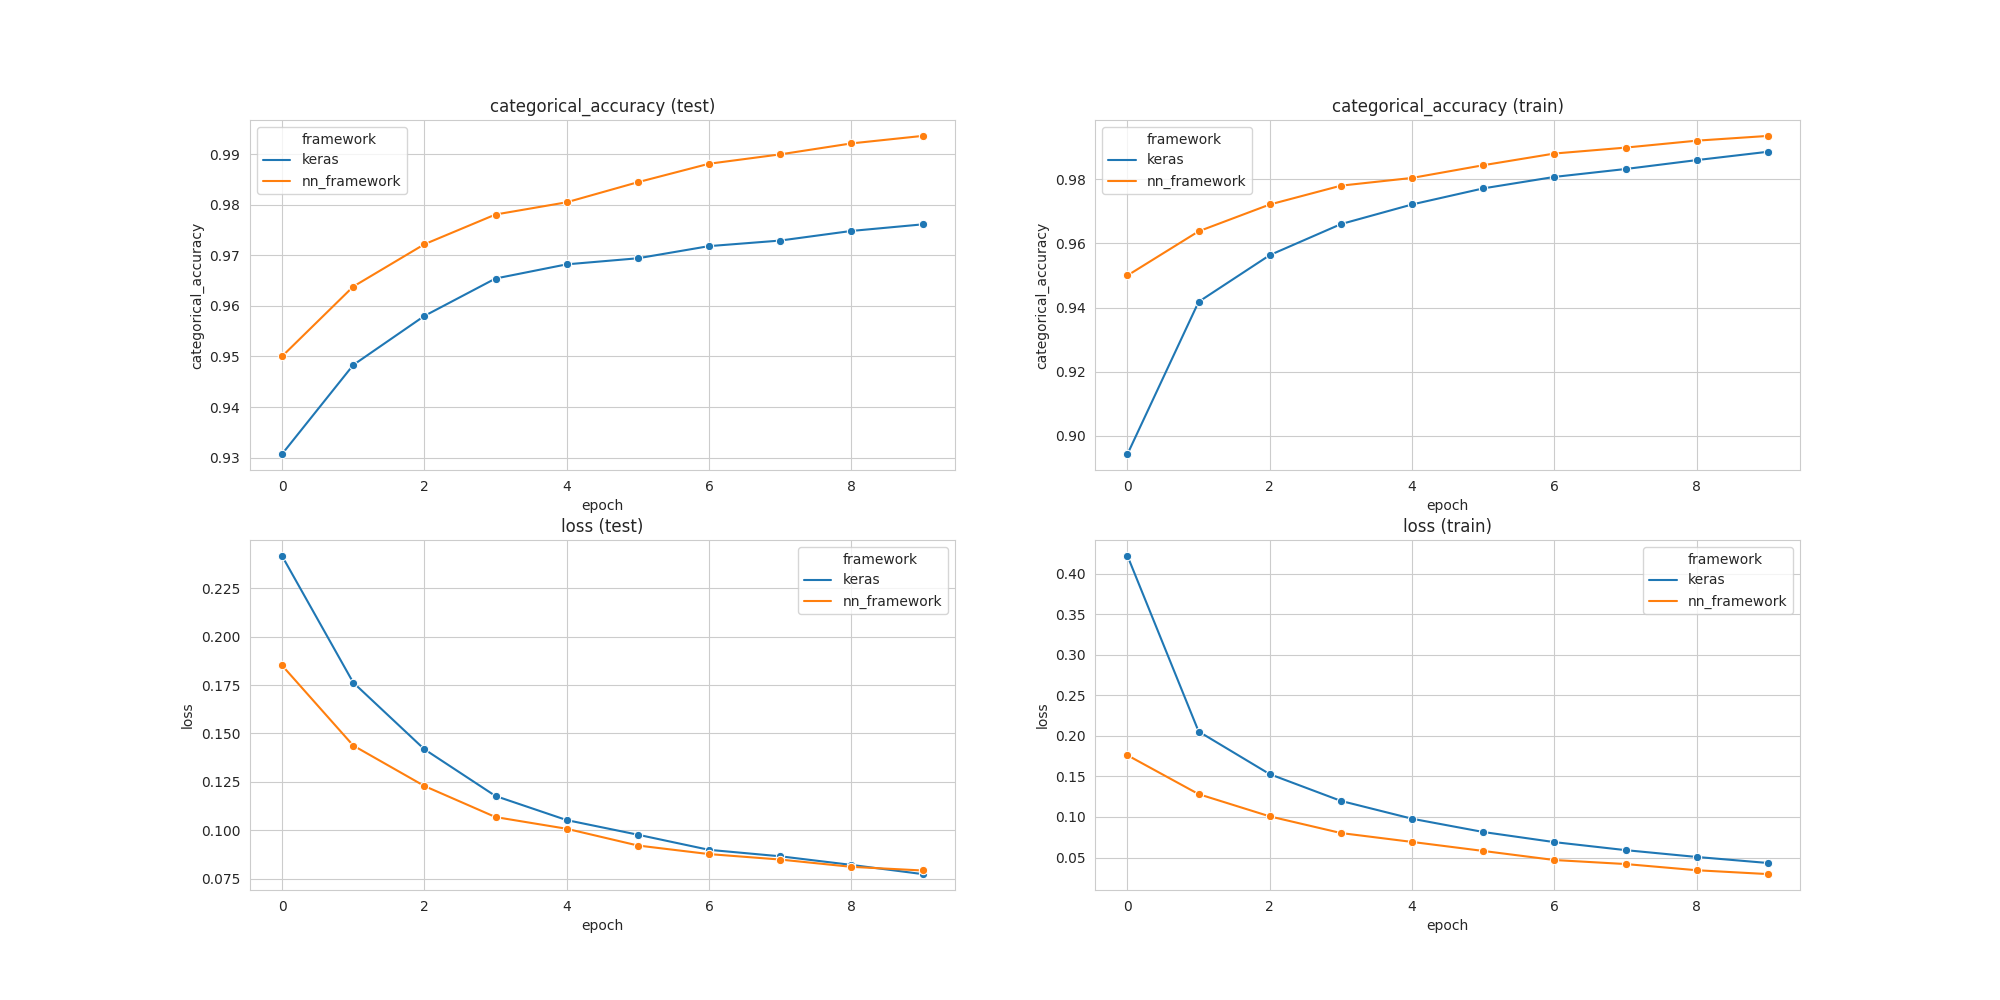 categorical_accuracy (test)
framework
keras
nn_framework
categorical_accuracy
0.99
0.98
0.97
0.96
0.95
0.94
0.93
0 2 4 6 8
epoch
categorical_accuracy (train)
framework
keras
nn_framework
categorical_accuracy
0.98
0.96
0.94
0.92
0.90
0 2 4 6 8
epoch
loss (test)
framework
keras
nn_framework
loss
0.225
0.200
0.175
0.150
0.125
0.100
0.075
0 2 4 6 8
epoch
loss (train)
framework
keras
nn_framework
loss
0.40
0.35
0.30
0.25
0.20
0.15
0.10
0.05
0 2 4 6 8
epoch